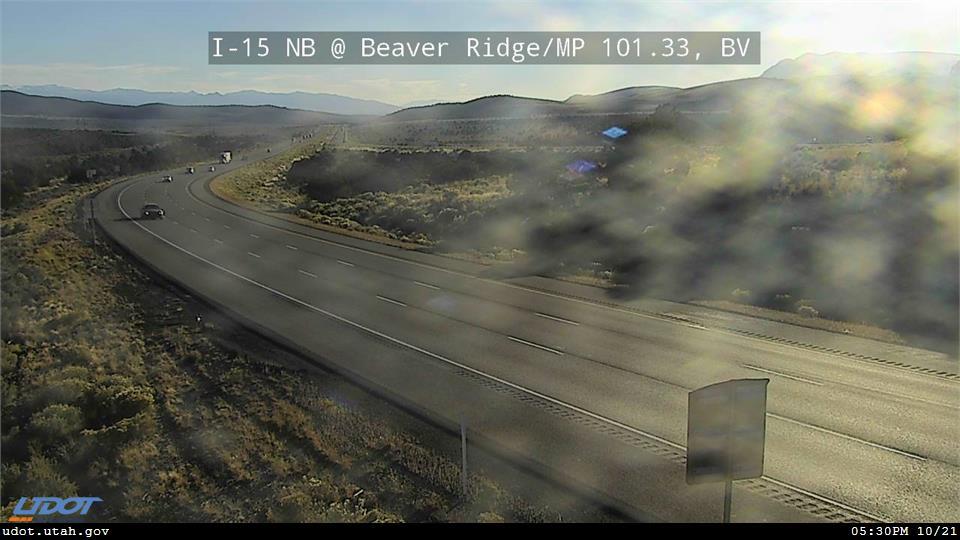 I-15 NB @ Beaver Ridge/MP 101.33, BV
UDOT
udot.utah.gov 05:30PM 10/21